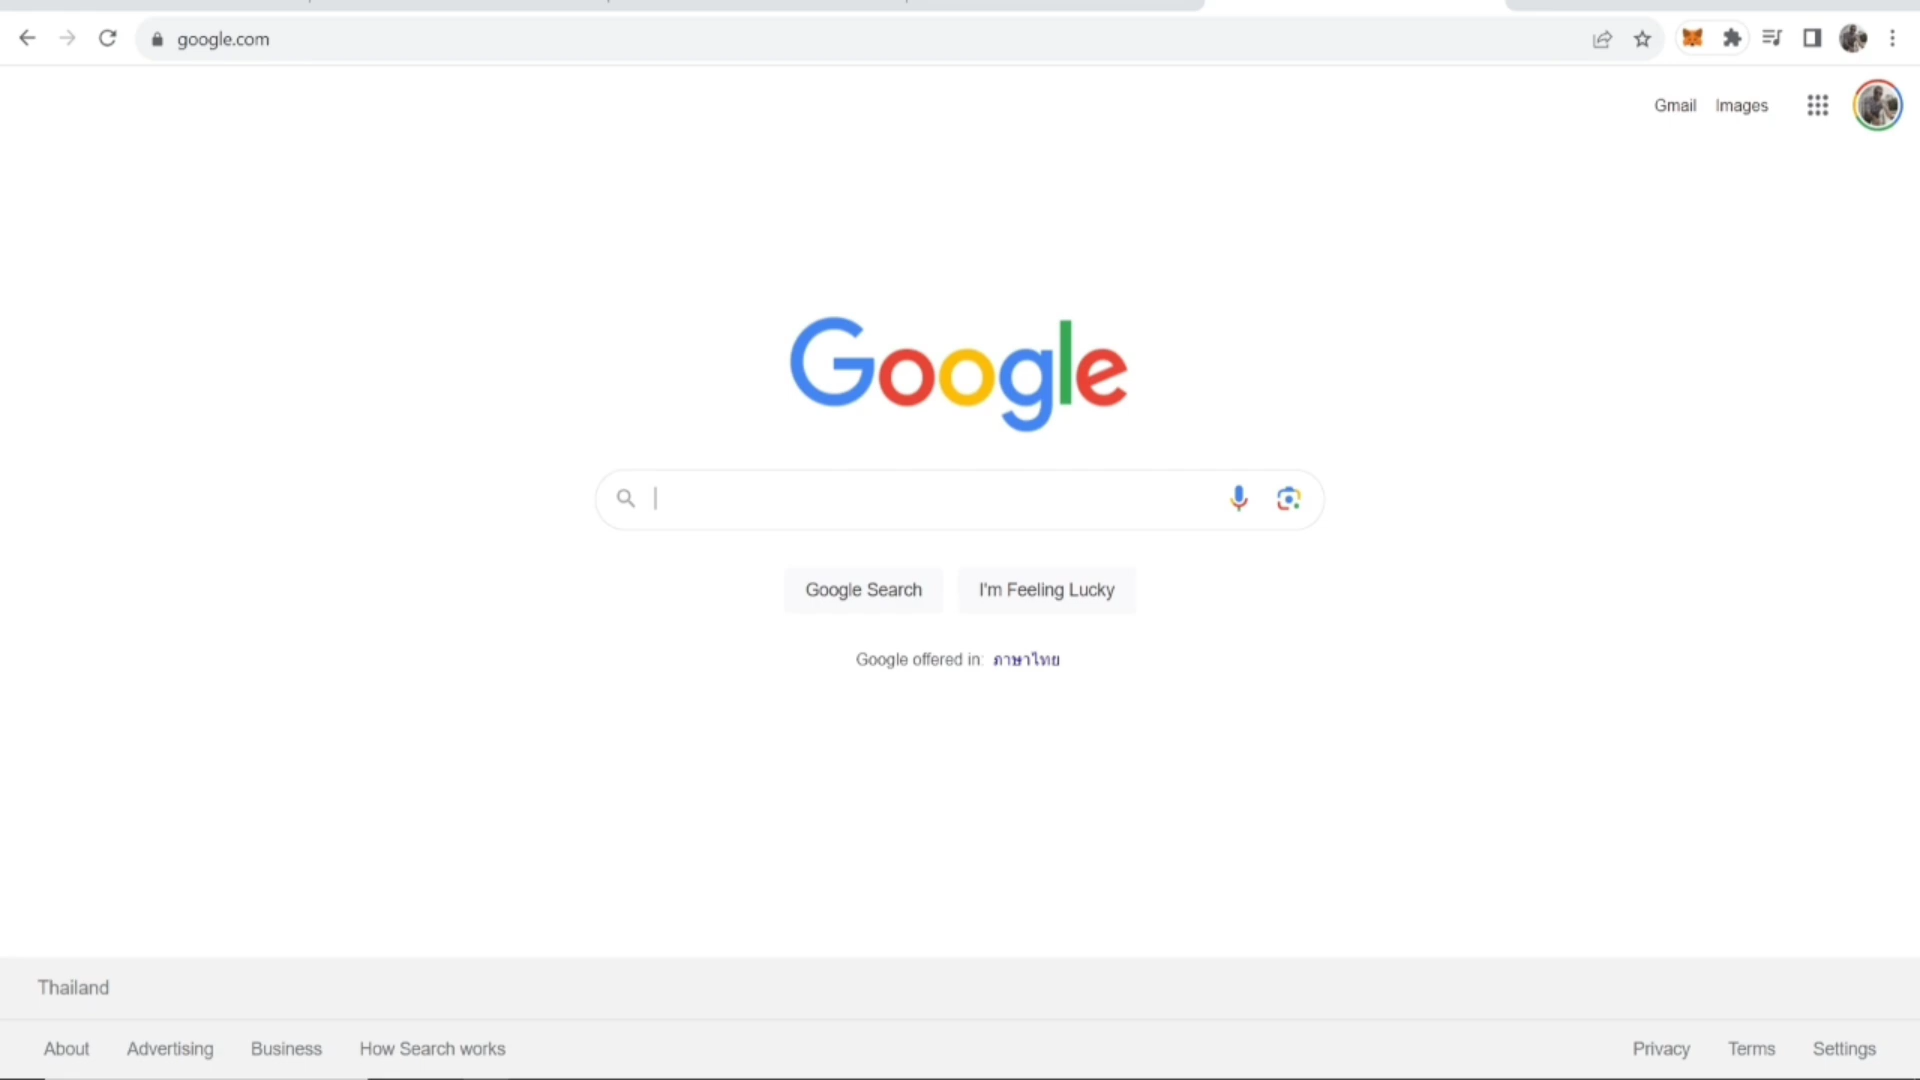 google.com
Gmail Images
Google
Google Search I'm Feeling Lucky
Google offered in: ภาษาไทย
Thailand
About Advertising Business How Search works Privacy Terms Settings